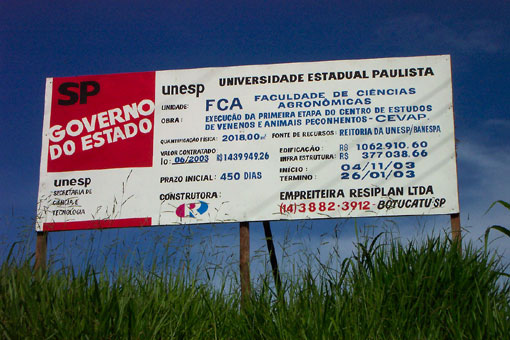 SP
GOVERNO
DO ESTADO
unesp
SECRETARIA DE
CIÊNCIA E
TECNOLOGIA
unesp UNIVERSIDADE ESTADUAL PAULISTA
UNIDADE: FCA FACULDADE DE CIÊNCIAS
AGRONÔMICAS
OBRA: EXECUÇÃO DA PRIMEIRA ETAPA DO CENTRO DE ESTUDOS
DE VENENOS E ANIMAIS PEÇONHENTOS - CEVAP.
QUANTIFICAÇÃO FÍSICA: 2018.00m² FONTE DE RECURSOS: REITORIA DA UNESP/BANESPA
VALOR CONTRATADO
Io: 06/2003 R$ 1439949.26
EDIFICAÇÃO: R$ 1062910.60
INFRA ESTRUTURA: R$ 377038.66
PRAZO INICIAL: 450 DIAS
INÍCIO: 04/11/03
TERMINO: 26/01/03
CONSTRUTORA: EMPREITEIRA RESIPLAN LTDA
(14) 3882-3912 - BOTUCATU SP